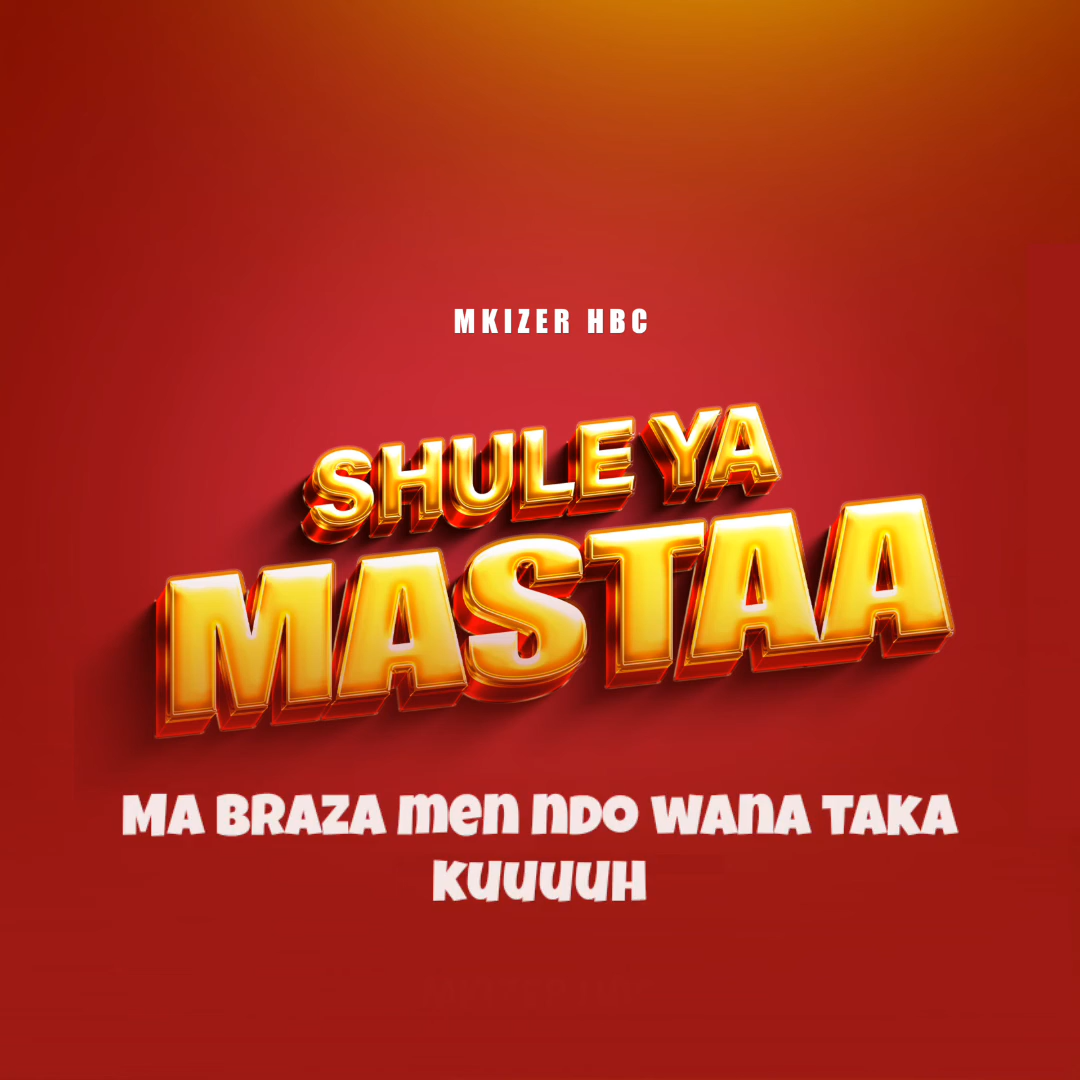 MKIZER HBC
SHULE YA
MASTAA
MA BRAZA men nDO WANA TAKA
KUUUUH